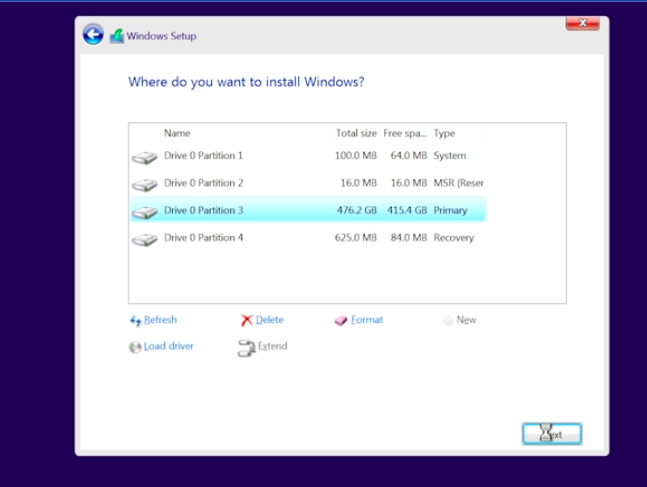 Windows Setup
Where do you want to install Windows?
Name Total size Free spa... Type
Drive 0 Partition 1 100.0 MB 64.0 MB System
Drive 0 Partition 2 16.0 MB 16.0 MB MSR (Reser
Drive 0 Partition 3 476.2 GB 415.4 GB Primary
Drive 0 Partition 4 625.0 MB 84.0 MB Recovery
Refresh Delete Format New
Load driver Extend